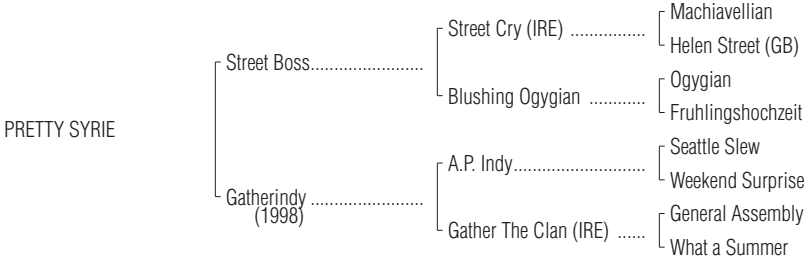 Machiavellian
Street Cry (IRE) ................
Helen Street (GB)
Street Boss.......................
Ogygian
Blushing Ogygian ............
Fruhlingshochzeit
PRETTY SYRIE
Seattle Slew
A.P. Indy...........................
Weekend Surprise
Gatherindy .......................
(1998)
General Assembly
Gather The Clan (IRE) ......
What a Summer